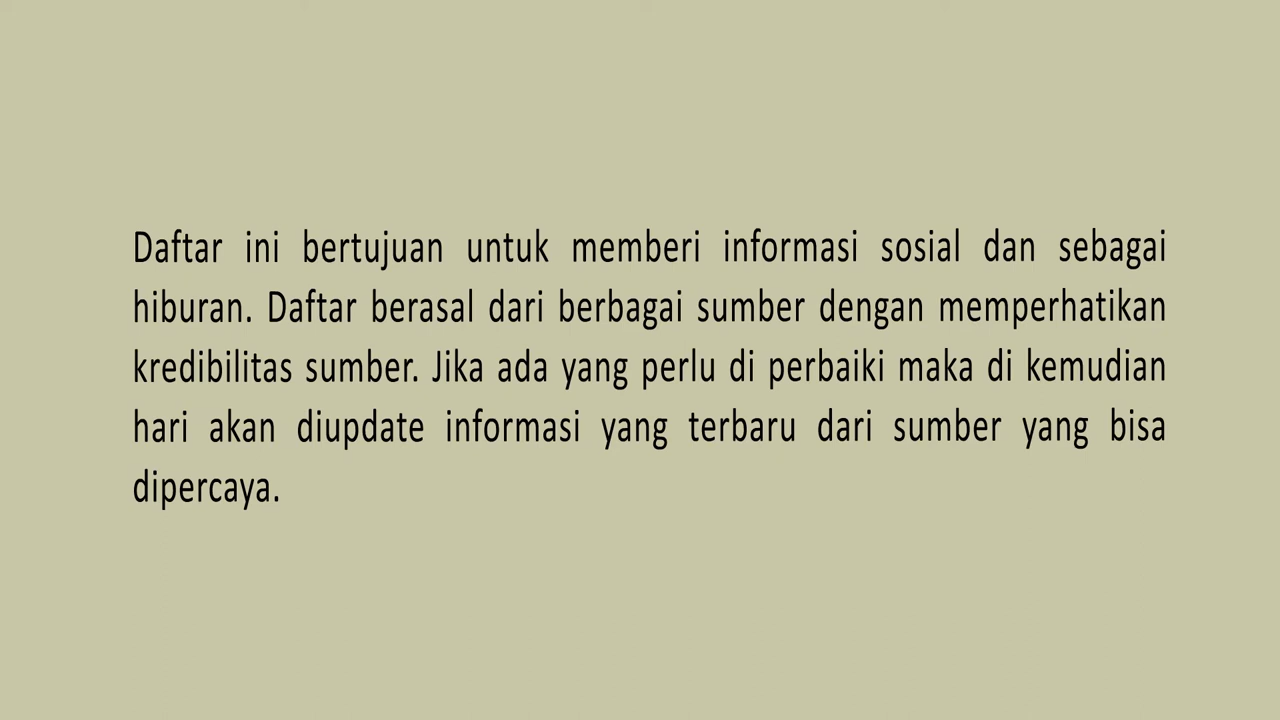 Daftar ini bertujuan untuk memberi informasi sosial dan sebagai
hiburan. Daftar berasal dari berbagai sumber dengan memperhatikan
kredibilitas sumber. Jika ada yang perlu di perbaiki maka di kemudian
hari akan diupdate informasi yang terbaru dari sumber yang bisa
dipercaya.